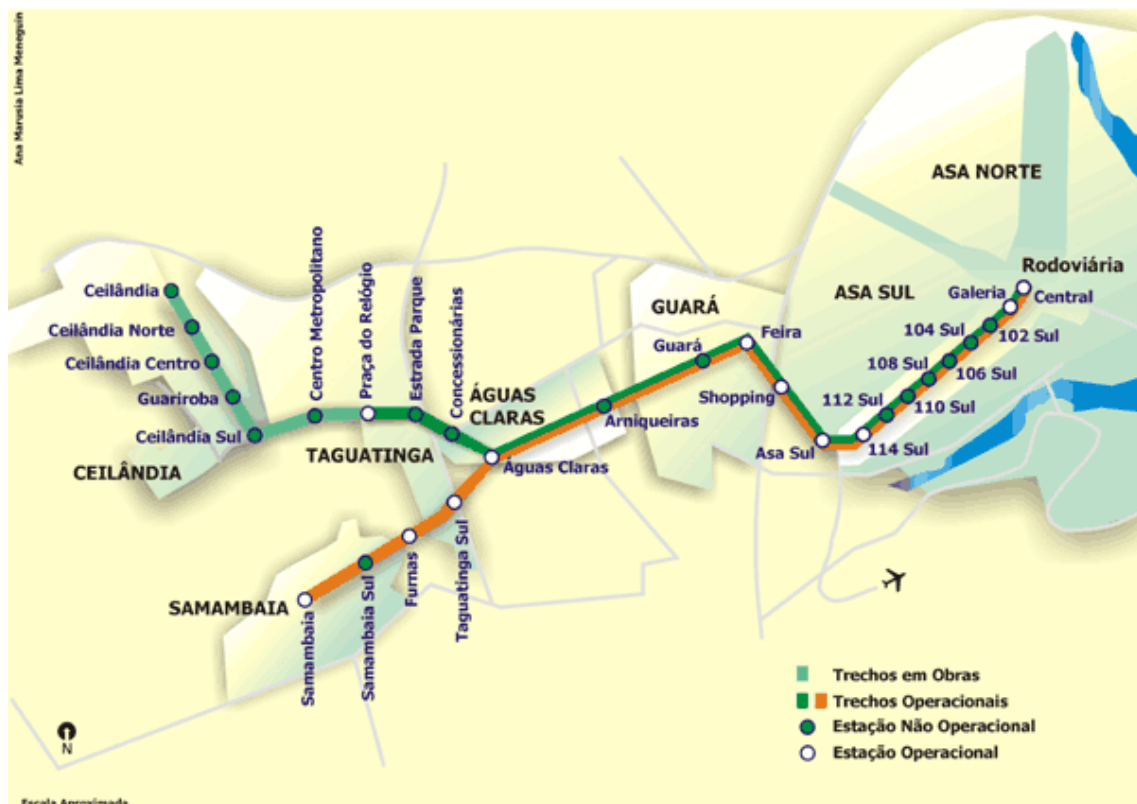 Ana Marusia Lima Meneguin
ASA NORTE
Rodoviária
Central
Galeria
ASA SUL
104 Sul
102 Sul
108 Sul
106 Sul
112 Sul
110 Sul
114 Sul
Asa Sul
Shopping
Feira
GUARÁ
Guará
Arniqueiras
ÁGUAS
CLARAS
Águas Claras
Concessionárias
Estrada Parque
Praça do Relógio
Centro Metropolitano
TAGUATINGA
Ceilândia
Ceilândia Norte
Ceilândia Centro
Guariroba
Ceilândia Sul
CEILÂNDIA
Taguatinga Sul
Furnas
Samambaia Sul
Samambaia
SAMAMBAIA
Trechos em Obras
Trechos Operacionais
Estação Não Operacional
Estação Operacional
N
Escala Aproximada